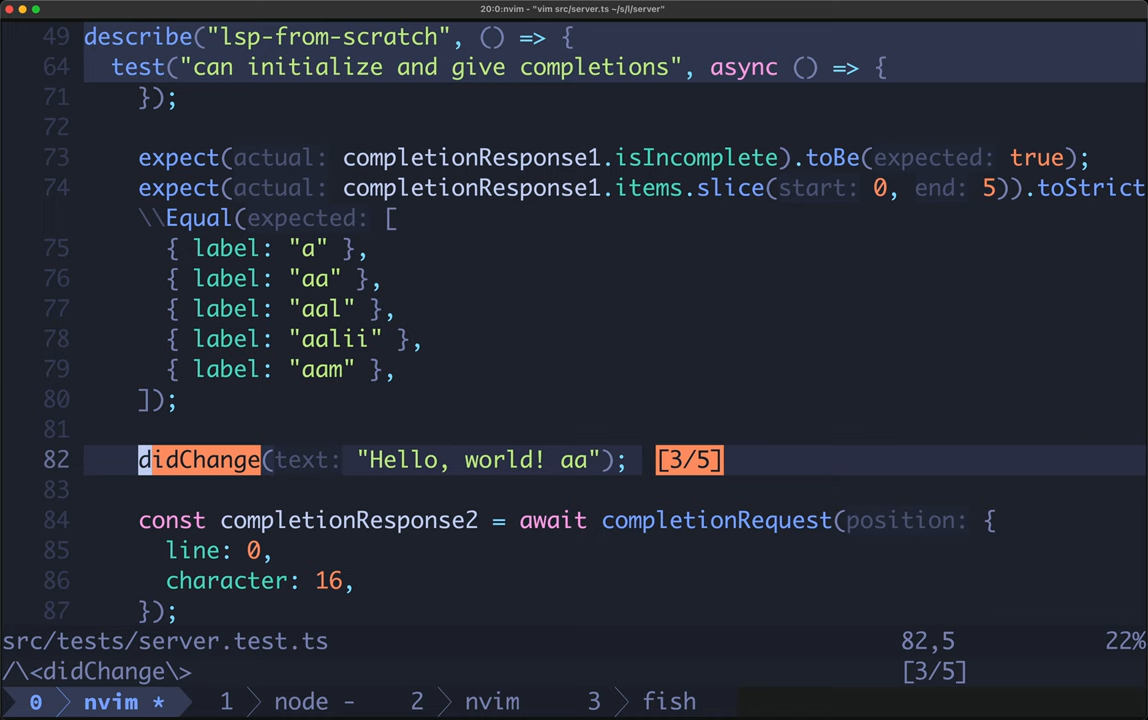 20:0:nvim - "vim src/server.ts ~/s/l/server"
49 describe("lsp-from-scratch", () => {
64 test("can initialize and give completions", async () => {
71 });
72
73 expect(actual: completionResponse1.isIncomplete).toBe(expected: true);
74 expect(actual: completionResponse1.items.slice(start: 0, end: 5)).toStrict
\\Equal(expected: [
75 { label: "a" },
76 { label: "aa" },
77 { label: "aal" },
78 { label: "aalii" },
79 { label: "aam" },
80 ]);
81
82 didChange(text: "Hello, world! aa"); [3/5]
83
84 const completionResponse2 = await completionRequest(position: {
85 line: 0,
86 character: 16,
87 });
src/tests/server.test.ts 82,5 22%
/\<didChange\> [3/5]
0 nvim * 1 node - 2 nvim 3 fish